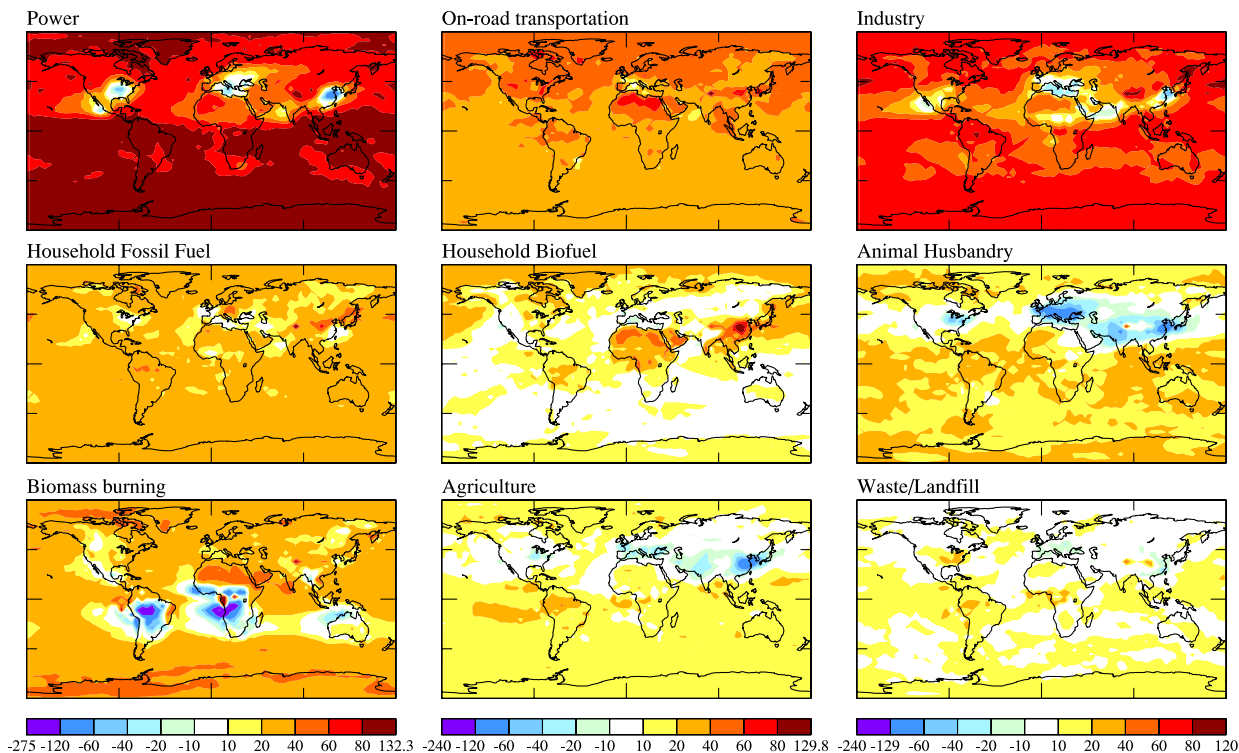 Power
On-road transportation
Industry
Household Fossil Fuel
Household Biofuel
Animal Husbandry
Biomass burning
Agriculture
Waste/Landfill
-275 -120 -60 -40 -20 -10 10 20 40 60 80 132.3
-240 -120 -60 -40 -20 -10 10 20 40 60 80 129.8
-240 -129 -60 -40 -20 -10 10 20 40 60 80 120